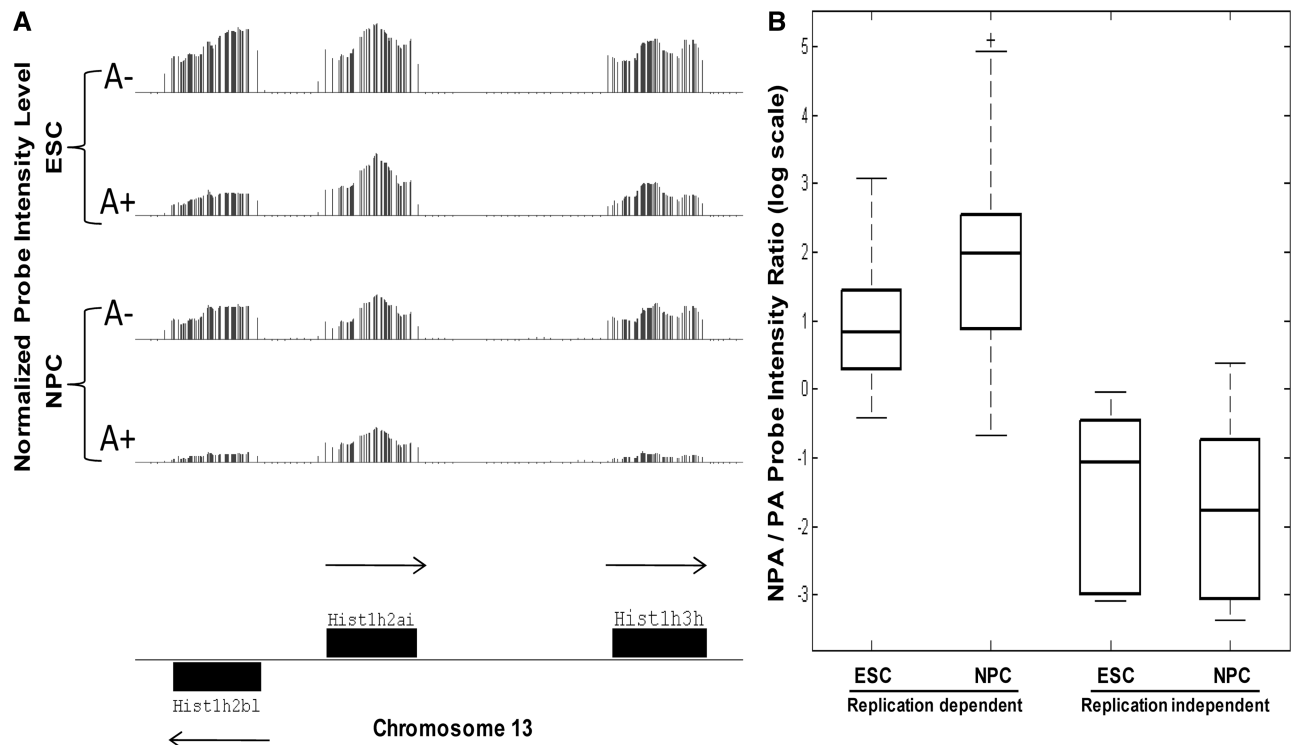 A
B
Normalized Probe Intensity Level
ESC
A-
A+
NPC
A-
A+
Hist1h2ai
Hist1h3h
Hist1h2bl
Chromosome 13
NPA / PA Probe Intensity Ratio (log scale)
5
4
3
2
1
0
-1
-2
-3
ESC
NPC
ESC
NPC
Replication dependent
Replication independent